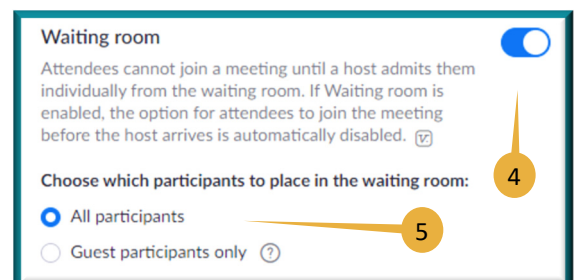 Waiting room
Attendees cannot join a meeting until a host admits them
individually from the waiting room. If Waiting room is
enabled, the option for attendees to join the meeting
before the host arrives is automatically disabled.
Choose which participants to place in the waiting room:
4
All participants
5
Guest participants only ?